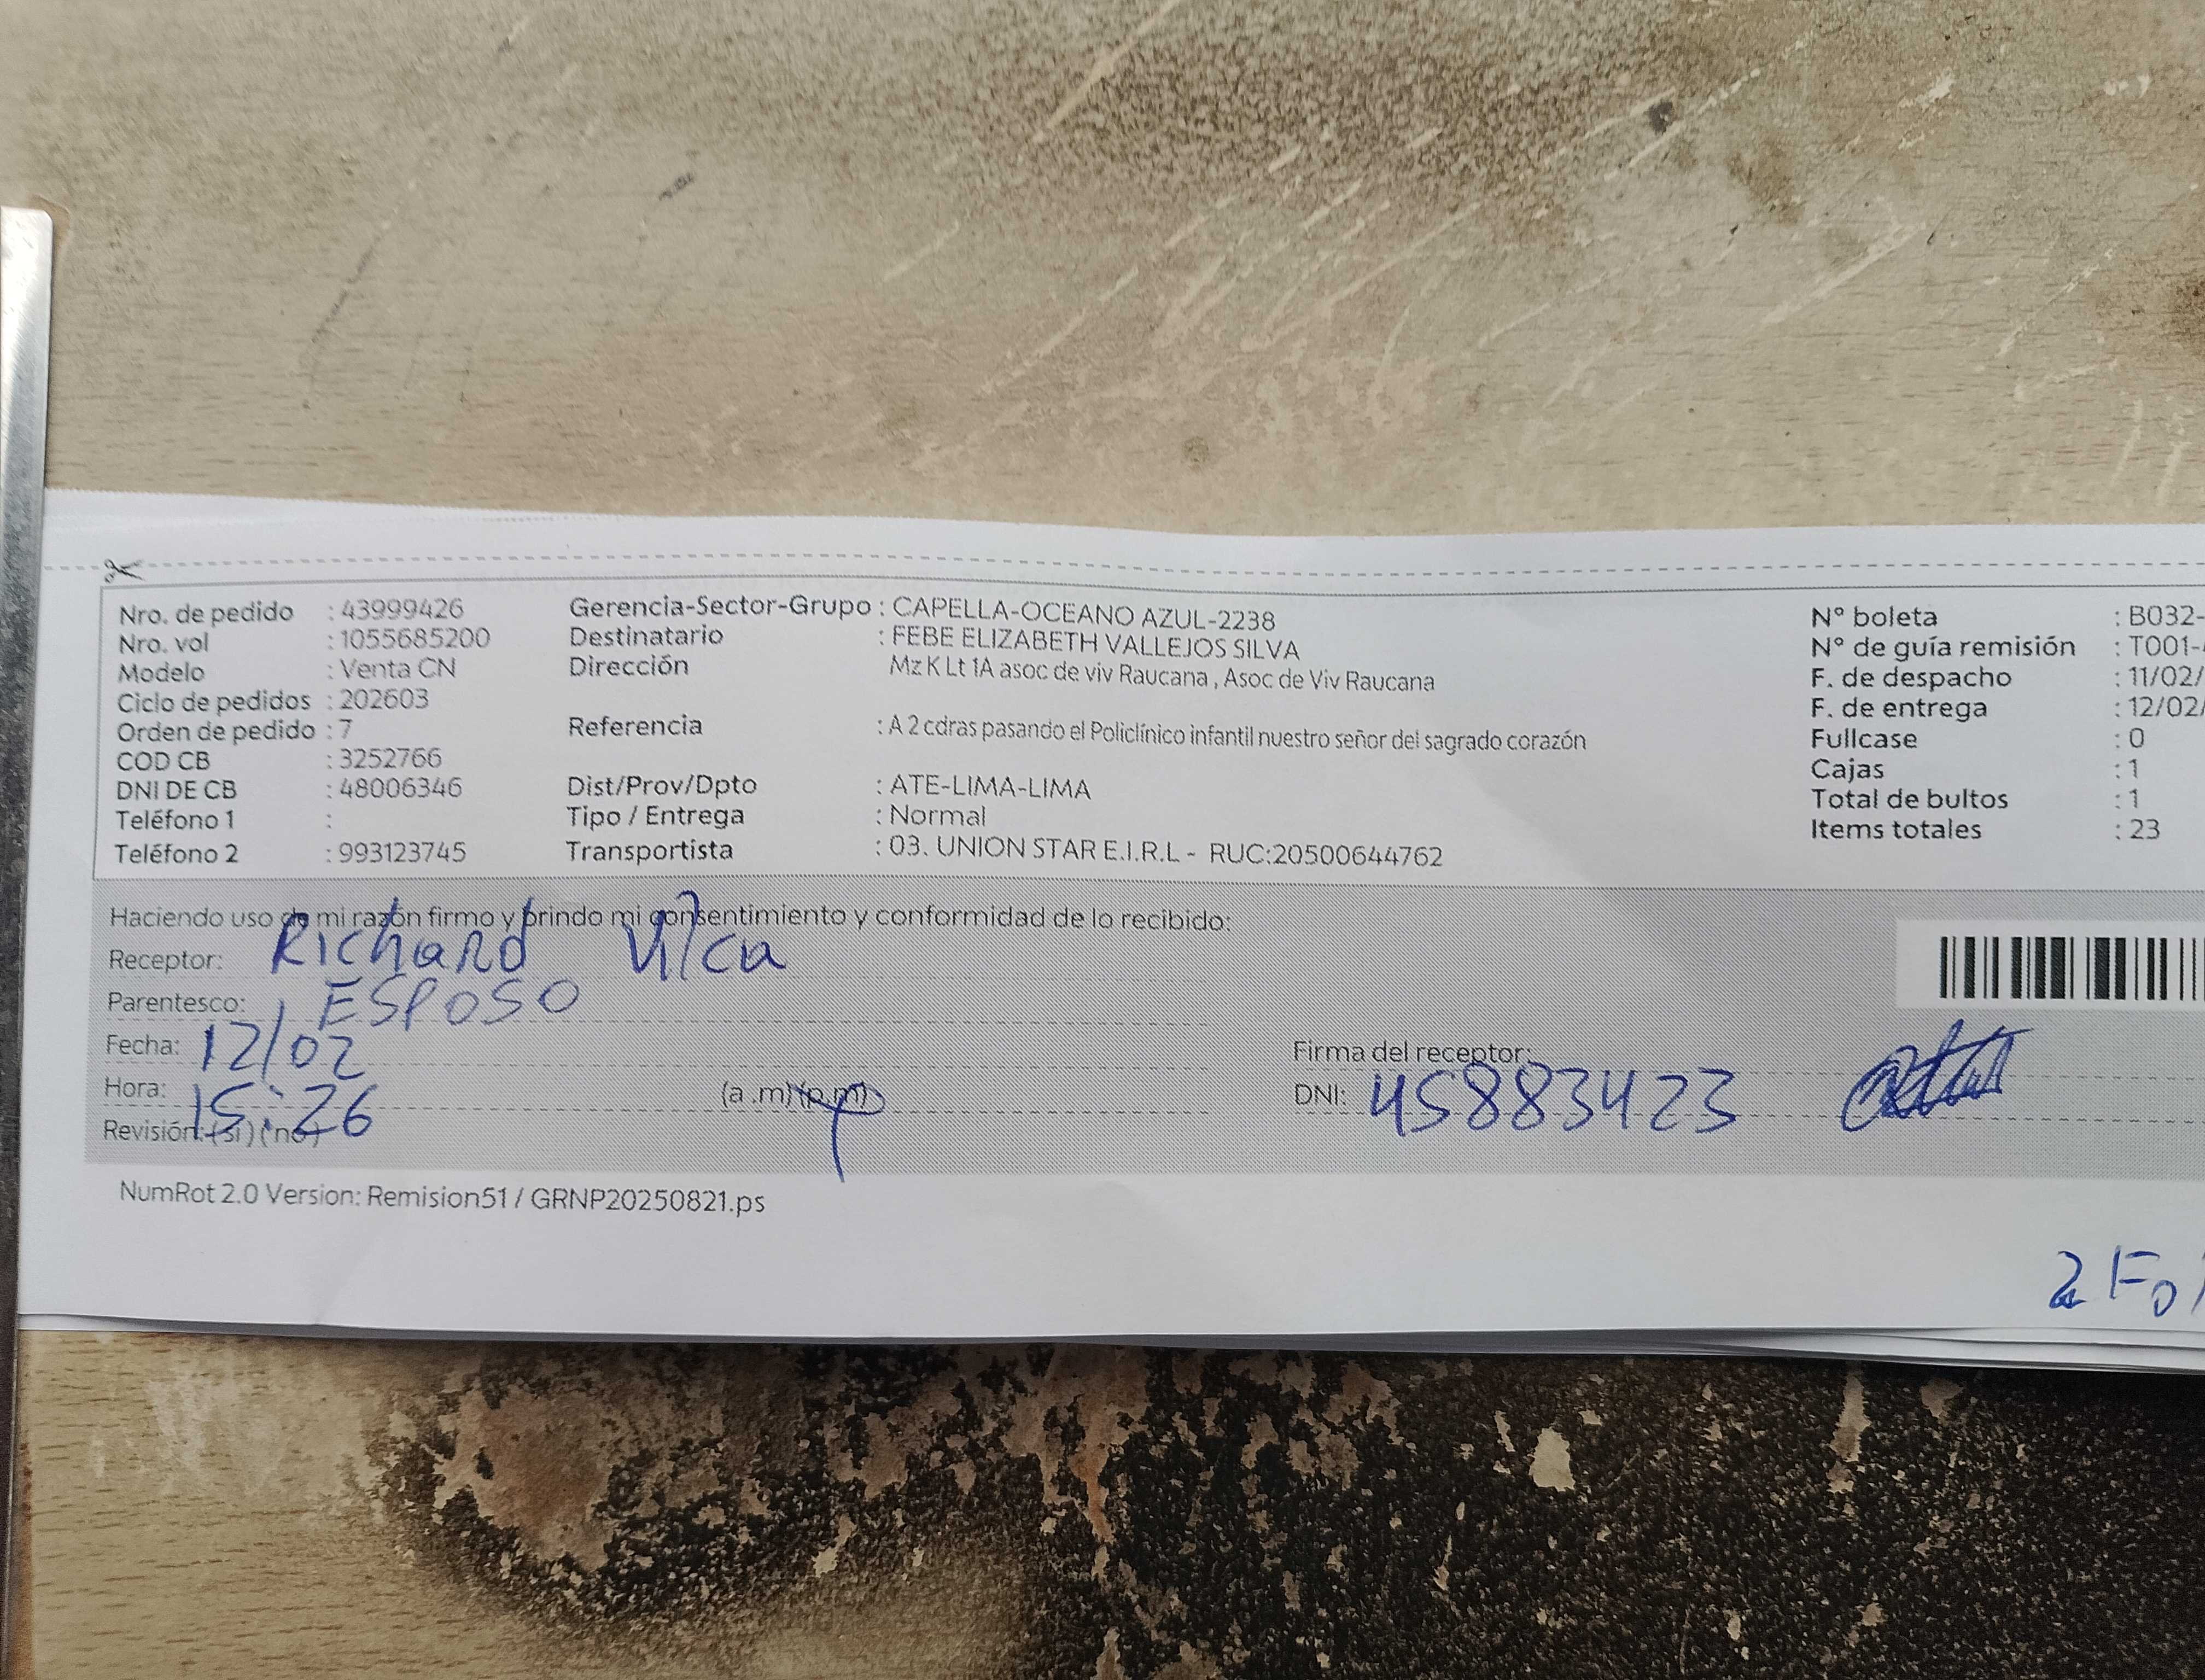 Nro. de pedido : 43999426
Nro. vol : 1055685200
Modelo : Venta CN
Ciclo de pedidos : 202603
Orden de pedido : 7
COD CB : 3252766
DNI DE CB : 48006346
Teléfono 1 :
Teléfono 2 : 993123745
Gerencia-Sector-Grupo : CAPELLA-OCEANO AZUL-2238
Destinatario : FEBE ELIZABETH VALLEJOS SILVA
Dirección Mz K Lt 1A asoc de viv Raucana , Asoc de Viv Raucana
Referencia : A 2 cdras pasando el Policlínico infantil nuestro señor del sagrado corazón
Dist/Prov/Dpto : ATE-LIMA-LIMA
Tipo / Entrega : Normal
Transportista : 03. UNION STAR E.I.R.L - RUC:20500644762
N° boleta : B032-
N° de guía remisión : T001-
F. de despacho : 11/02/
F. de entrega : 12/02/
Fullcase : 0
Cajas : 1
Total de bultos : 1
Items totales : 23
Haciendo uso de mi razón firmo y brindo mi consentimiento y conformidad de lo recibido:
Receptor: Richard Vilca
Parentesco: ESPOSO
Fecha: 12/02
Hora: 15:26 (a .m) (p.m)
Revisión: (si) (no)
Firma del receptor:
DNI: 45883423
NumRot 2.0 Version: Remision51 / GRNP20250821.ps